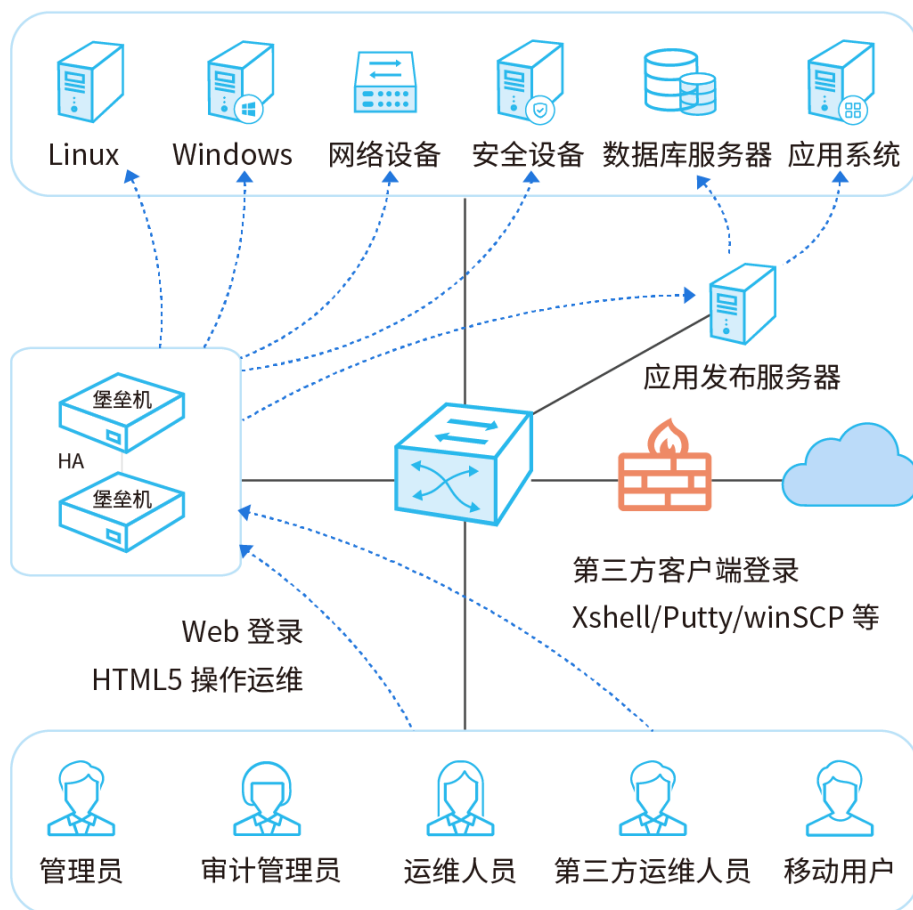 Linux
Windows
网络设备
安全设备
数据库服务器
应用系统
应用发布服务器
堡垒机
HA
堡垒机
第三方客户端登录
Xshell/Putty/winSCP 等
Web 登录
HTML5 操作运维
管理员
审计管理员
运维人员
第三方运维人员
移动用户